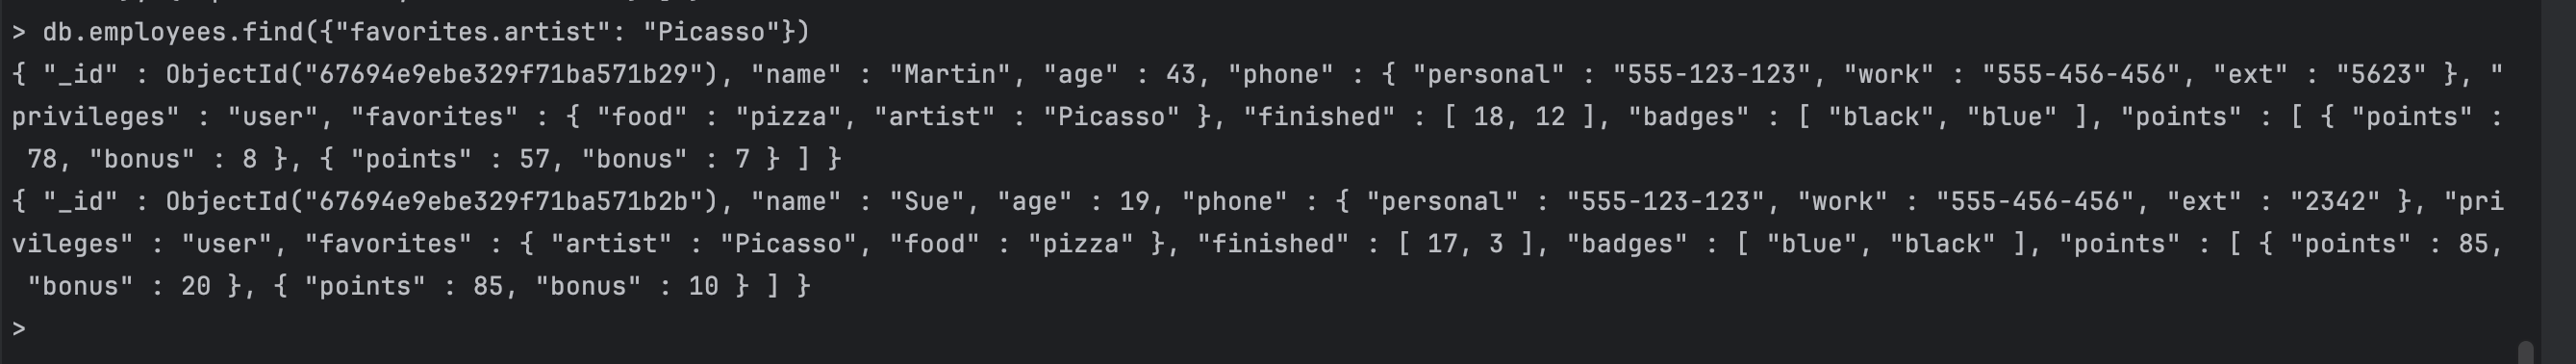 > db.employees.find({"favorites.artist": "Picasso"})
{ "_id" : ObjectId("67694e9ebe329f71ba571b29"), "name" : "Martin", "age" : 43, "phone" : { "personal" : "555-123-123", "work" : "555-456-456", "ext" : "5623" }, "
privileges" : "user", "favorites" : { "food" : "pizza", "artist" : "Picasso" }, "finished" : [ 18, 12 ], "badges" : [ "black", "blue" ], "points" : [ { "points" :
 78, "bonus" : 8 }, { "points" : 57, "bonus" : 7 } ] }
{ "_id" : ObjectId("67694e9ebe329f71ba571b2b"), "name" : "Sue", "age" : 19, "phone" : { "personal" : "555-123-123", "work" : "555-456-456", "ext" : "2342" }, "pri
vileges" : "user", "favorites" : { "artist" : "Picasso", "food" : "pizza" }, "finished" : [ 17, 3 ], "badges" : [ "blue", "black" ], "points" : [ { "points" : 85,
 "bonus" : 20 }, { "points" : 85, "bonus" : 10 } ] }
>